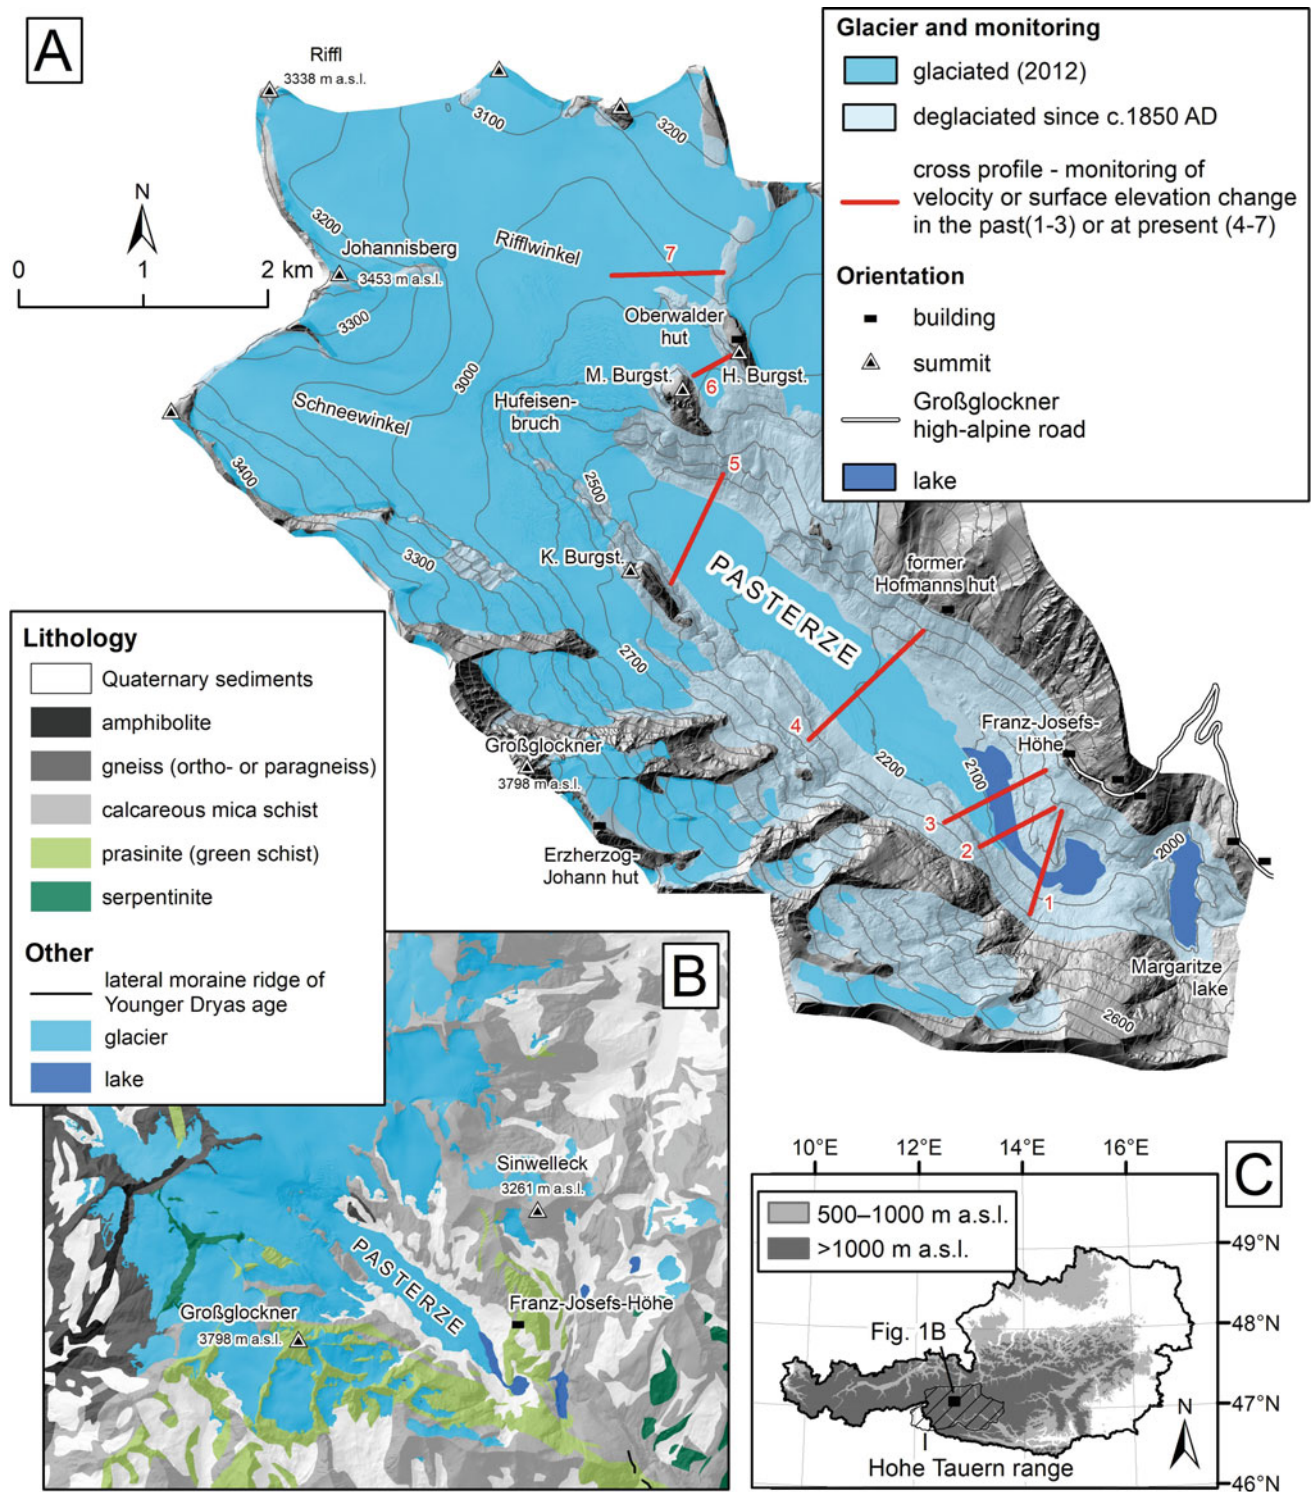 A
Riffl
3338 m a.s.l.
3100
3200
N
0 1 2 km
3200
Johannisberg
3453 m a.s.l.
3300
Rifflwinkel
7
Oberwalder
hut
M. Burgst.
H. Burgst.
6
3000
Hufeisen-
bruch
Schneewinkel
3400
5
2500
K. Burgst.
3300
PASTERZE
former
Hofmanns hut
2700
4
Großglockner
3798 m a.s.l.
Franz-Josefs-
Höhe
2200
2100
3
2
1
2000
Erzherzog-
Johann hut
Margaritze
lake
2600
Glacier and monitoring
glaciated (2012)
deglaciated since c.1850 AD
cross profile - monitoring of
velocity or surface elevation change
in the past(1-3) or at present (4-7)
Orientation
building
summit
Großglockner
high-alpine road
lake
Lithology
Quaternary sediments
amphibolite
gneiss (ortho- or paragneiss)
calcareous mica schist
prasinite (green schist)
serpentinite
Other
lateral moraine ridge of
Younger Dryas age
glacier
lake
B
Sinwelleck
3261 m a.s.l.
PASTERZE
Franz-Josefs-Höhe
Großglockner
3798 m a.s.l.
C
10°E 12°E 14°E 16°E
500–1000 m a.s.l.
>1000 m a.s.l.
49°N
48°N
47°N
46°N
Fig. 1B
N
Hohe Tauern range